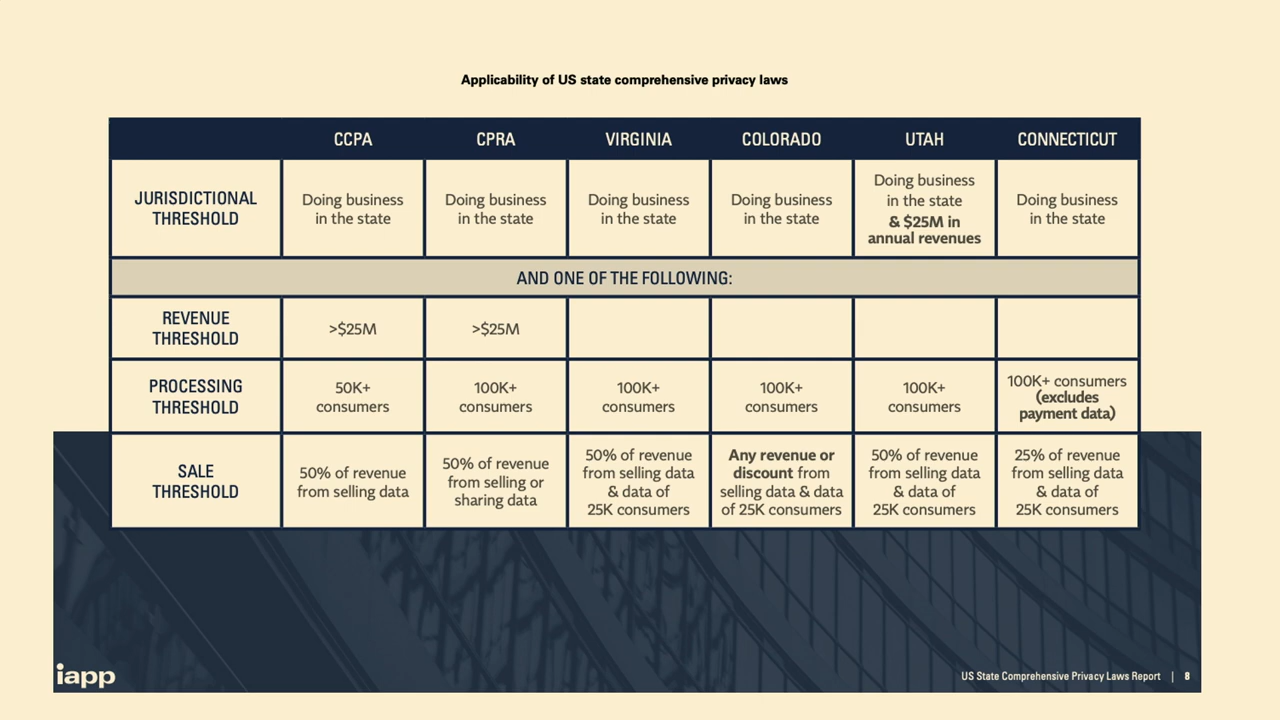 Applicability of US state comprehensive privacy laws
CCPA CPRA VIRGINIA COLORADO UTAH CONNECTICUT
JURISDICTIONAL
THRESHOLD
Doing business
in the state
Doing business
in the state
Doing business
in the state
Doing business
in the state
Doing business
in the state
& $25M in
annual revenues
Doing business
in the state
AND ONE OF THE FOLLOWING:
REVENUE
THRESHOLD
>$25M
>$25M
PROCESSING
THRESHOLD
50K+
consumers
100K+
consumers
100K+
consumers
100K+
consumers
100K+
consumers
100K+ consumers
(excludes
payment data)
SALE
THRESHOLD
50% of revenue
from selling data
50% of revenue
from selling or
sharing data
50% of revenue
from selling data
& data of
25K consumers
Any revenue or
discount from
selling data & data
of 25K consumers
50% of revenue
from selling data
& data of
25K consumers
25% of revenue
from selling data
& data of
25K consumers
iapp
US State Comprehensive Privacy Laws Report | 8